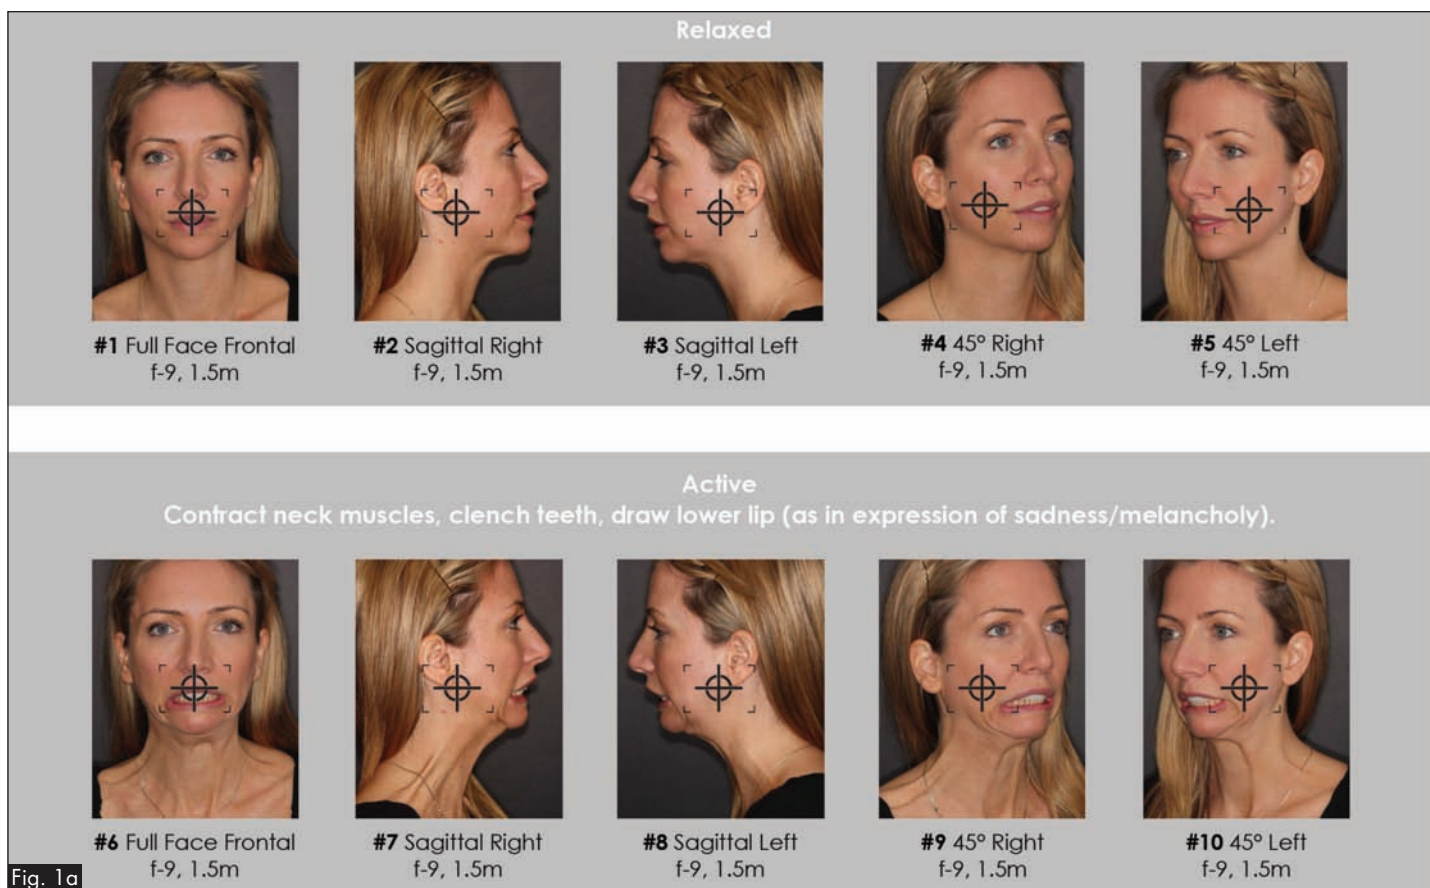 Relaxed
#1 Full Face Frontal
f-9, 1.5m
#2 Sagittal Right
f-9, 1.5m
#3 Sagittal Left
f-9, 1.5m
#4 45° Right
f-9, 1.5m
#5 45° Left
f-9, 1.5m
Active
Contract neck muscles, clench teeth, draw lower lip (as in expression of sadness/melancholy).
#6 Full Face Frontal
f-9, 1.5m
#7 Sagittal Right
f-9, 1.5m
#8 Sagittal Left
f-9, 1.5m
#9 45° Right
f-9, 1.5m
#10 45° Left
f-9, 1.5m
Fig. 1a